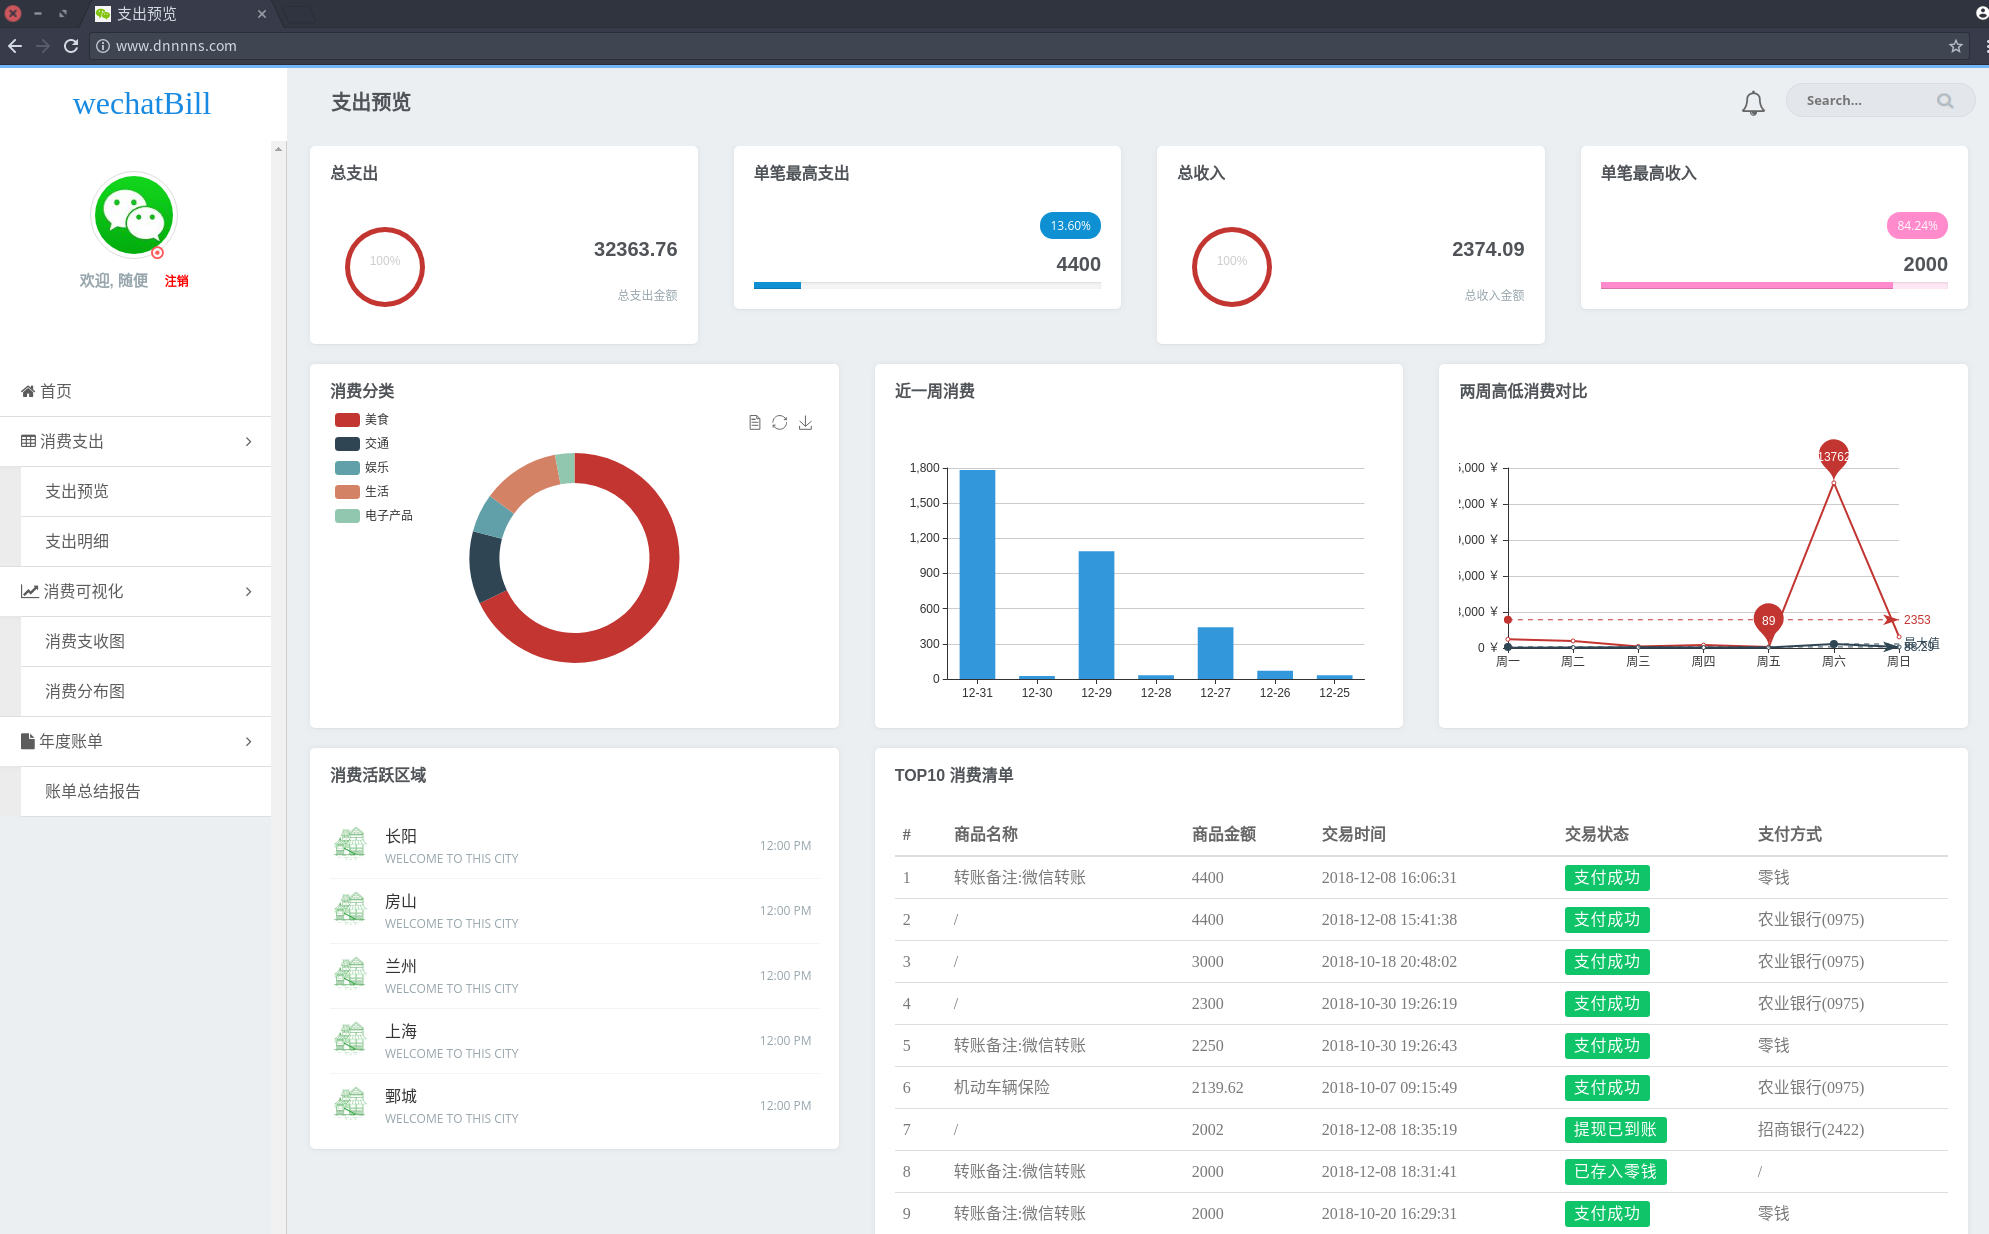 支出预览
www.dnnnns.com
wechatBill
支出预览
Search...
欢迎, 随便 注销
首页
消费支出
支出预览
支出明细
消费可视化
消费支收图
消费分布图
年度账单
账单总结报告
总支出
100%
32363.76
总支出金额
单笔最高支出
13.60%
4400
总收入
100%
2374.09
总收入金额
单笔最高收入
84.24%
2000
消费分类
美食
交通
娱乐
生活
电子产品
近一周消费
1,800
1,500
1,200
900
600
300
0
12-31 12-30 12-29 12-28 12-27 12-26 12-25
两周高低消费对比
13762
5,000 ¥
2,000 ¥
9,000 ¥
5,000 ¥
3,000 ¥
0 ¥
89
2353
最大值
周一 周二 周三 周四 周五 周六 周日
消费活跃区域
长阳
WELCOME TO THIS CITY
12:00 PM
房山
WELCOME TO THIS CITY
12:00 PM
兰州
WELCOME TO THIS CITY
12:00 PM
上海
WELCOME TO THIS CITY
12:00 PM
鄄城
WELCOME TO THIS CITY
12:00 PM
TOP10 消费清单
# 商品名称 商品金额 交易时间 交易状态 支付方式
1 转账备注:微信转账 4400 2018-12-08 16:06:31 支付成功 零钱
2 / 4400 2018-12-08 15:41:38 支付成功 农业银行(0975)
3 / 3000 2018-10-18 20:48:02 支付成功 农业银行(0975)
4 / 2300 2018-10-30 19:26:19 支付成功 农业银行(0975)
5 转账备注:微信转账 2250 2018-10-30 19:26:43 支付成功 零钱
6 机动车辆保险 2139.62 2018-10-07 09:15:49 支付成功 农业银行(0975)
7 / 2002 2018-12-08 18:35:19 提现已到账 招商银行(2422)
8 转账备注:微信转账 2000 2018-12-08 18:31:41 已存入零钱 /
9 转账备注:微信转账 2000 2018-10-20 16:29:31 支付成功 零钱